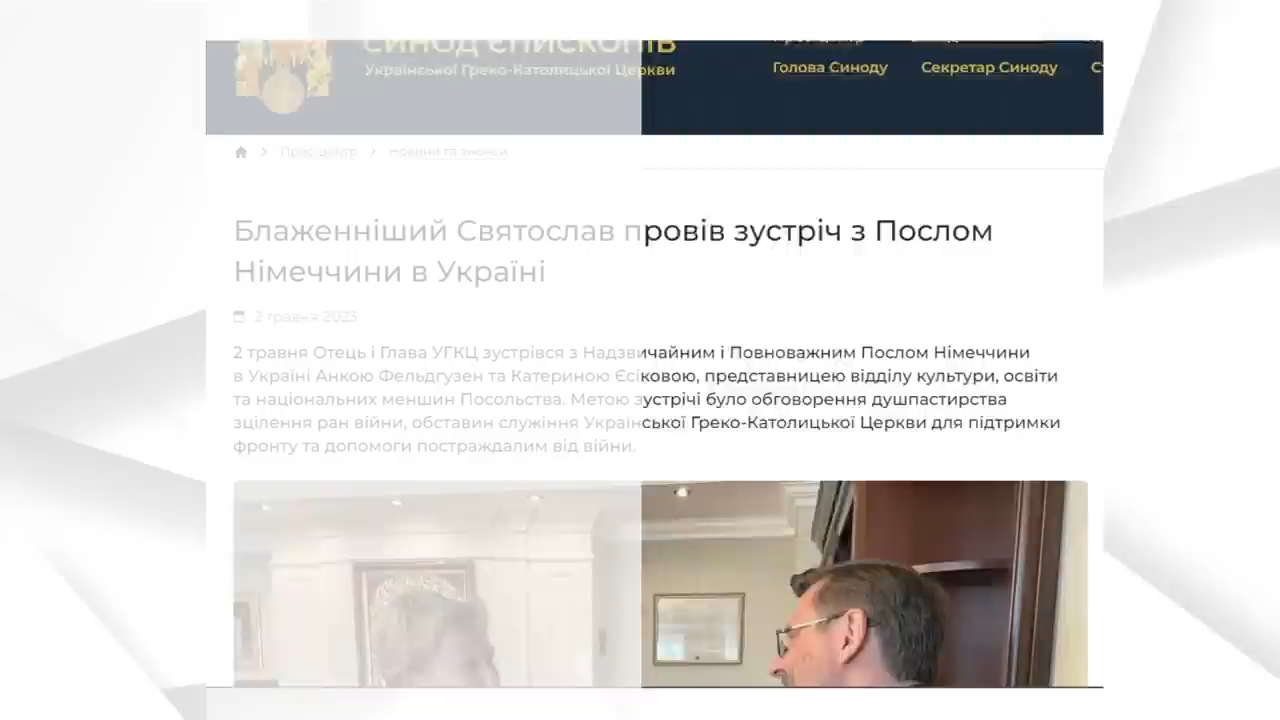 СИНОД ЄПИСКОПІВ
Української Греко-Католицької Церкви
Голова Синоду Секретар Синоду
Прес-центр Новини та анонси
Блаженніший Святослав провів зустріч з Послом
Німеччини в Україні
2 травня 2023
2 травня Отець і Глава УГКЦ зустрівся з Надзвичайним і Повноважним Послом Німеччини
в Україні Анкою Фельдгузен та Катериною Єсіковою, представницею відділу культури, освіти
та національних меншин Посольства. Метою зустрічі було обговорення душпастирства
зцілення ран війни, обставин служіння Української Греко-Католицької Церкви для підтримки
фронту та допомоги постраждалим від війни.